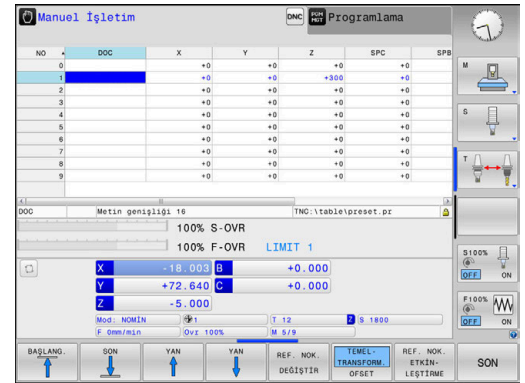 Manuel İşletim DNC PGM MGT Programlama
NO DOC X Y Z SPC SPB
0 +0 +0 +0 +0
1 +0 +0 +300 +0
2 +0 +0 +0 +0
3 +0 +0 +0 +0
4 +0 +0 +0 +0
5 +0 +0 +0 +0
6 +0 +0 +0 +0
7 +0 +0 +0 +0
8 +0 +0 +0 +0
9 +0 +0 +0 +0
DOC Metin genişliği 16 TNC:\table\preset.pr
100% S-OVR
100% F-OVR LIMIT 1
X -18.003 B +0.000
Y +72.640 C +0.000
Z -5.000
Mod: NOMİN 1 T 12 Z S 1800
F 0mm/min Ovr 100% M 5/9
M
S
T
S100%
OFF ON
F100%
OFF ON
BAŞLANG. SON YAN YAN REF. NOK. DEĞİŞTİR TEMEL- TRANSFORM. OFSET REF. NOK. ETKİN- LEŞTİRME SON